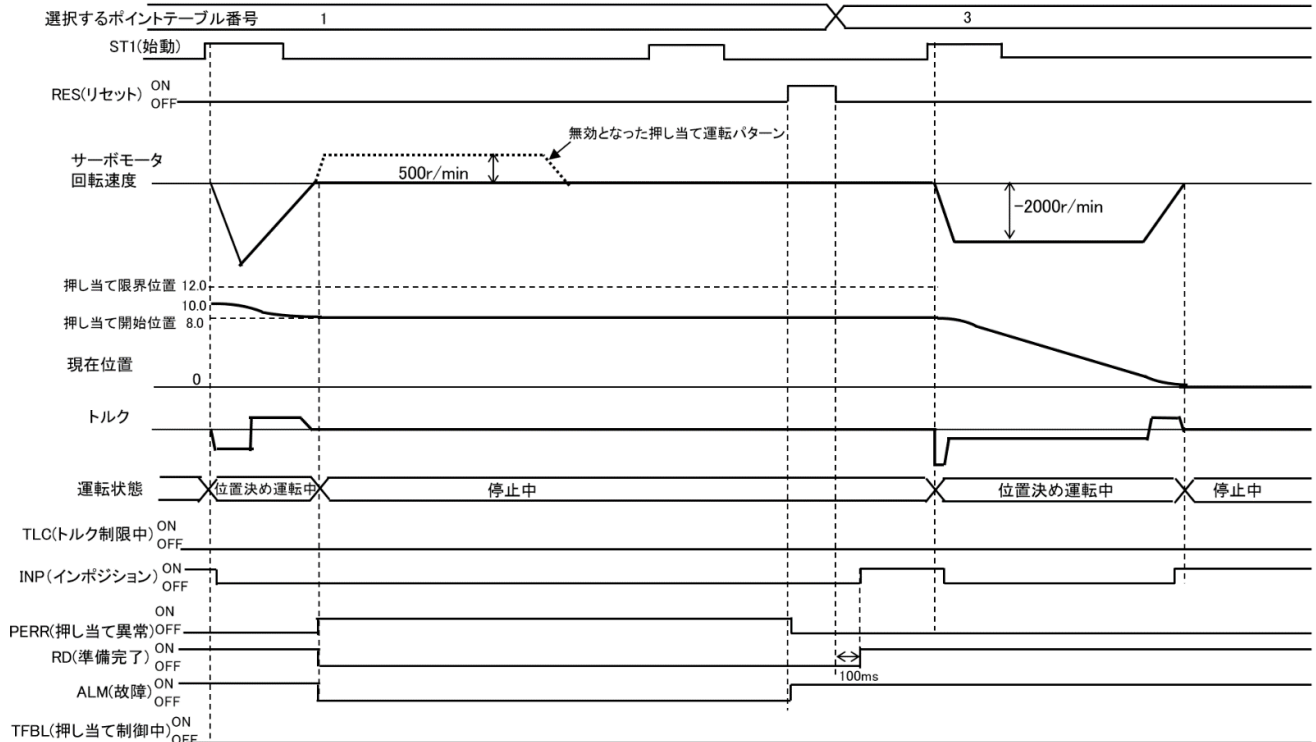 選択するポイントテーブル番号 1 3
ST1(始動)
RES(リセット) ON
OFF
無効となった押し当て運転パターン
サーボモータ
回転速度
500r/min
-2000r/min
押し当て限界位置 12.0
10.0
押し当て開始位置 8.0
現在位置
0
トルク
運転状態 位置決め運転中 停止中 位置決め運転中 停止中
TLC(トルク制限中) ON
OFF
INP(インポジション) ON
OFF
ON
PERR(押し当て異常) OFF
RD(準備完了) ON
OFF
100ms
ALM(故障) ON
OFF
TFBL(押し当て制御中) ON
OFF